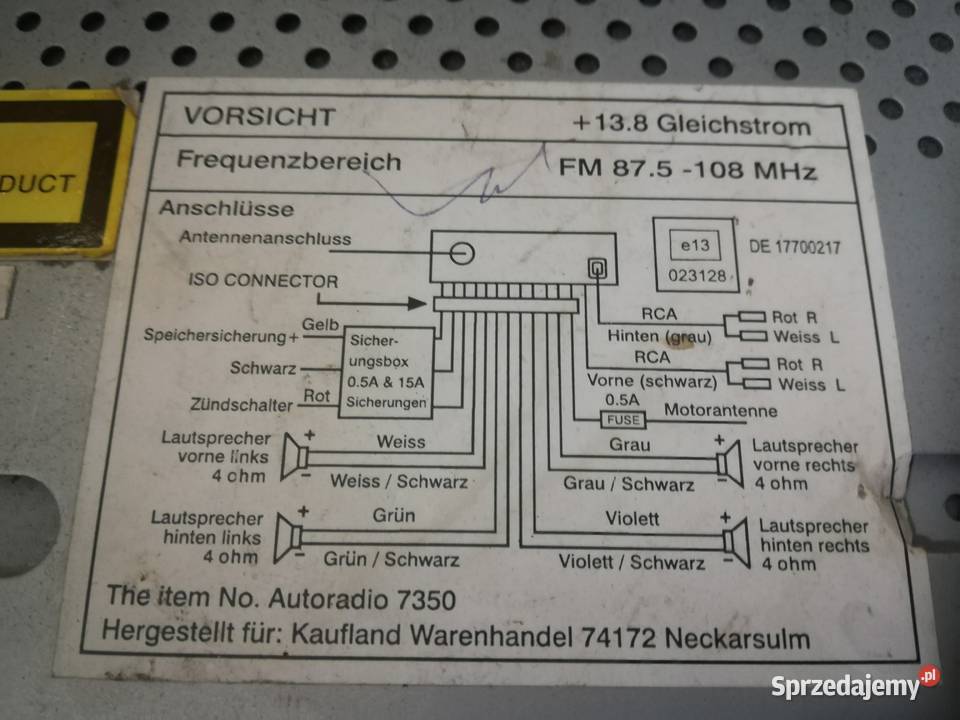 VORSICHT +13.8 Gleichstrom
Frequenzbereich FM 87.5 -108 MHz
DUCT
Anschlüsse
Antennenanschluss
e13
023128
DE 17700217
ISO CONNECTOR
RCA
Rot R
Hinten (grau)
Weiss L
RCA
Rot R
Vorne (schwarz)
Weiss L
Speichersicherung +
Gelb
Schwarz
Zündschalter
Rot
Sicher-
ungsbox
0.5A & 15A
Sicherungen
0.5A
FUSE
Motorantenne
Lautsprecher
vorne links
4 ohm
+
-
Weiss
Weiss / Schwarz
Grau
Grau / Schwarz
+
-
Lautsprecher
vorne rechts
4 ohm
Lautsprecher
hinten links
4 ohm
+
-
Grün
Grün / Schwarz
Violett
Violett / Schwarz
+
-
Lautsprecher
hinten rechts
4 ohm
The item No. Autoradio 7350
Hergestellt für: Kaufland Warenhandel 74172 Neckarsulm
Sprzedajemy.pl